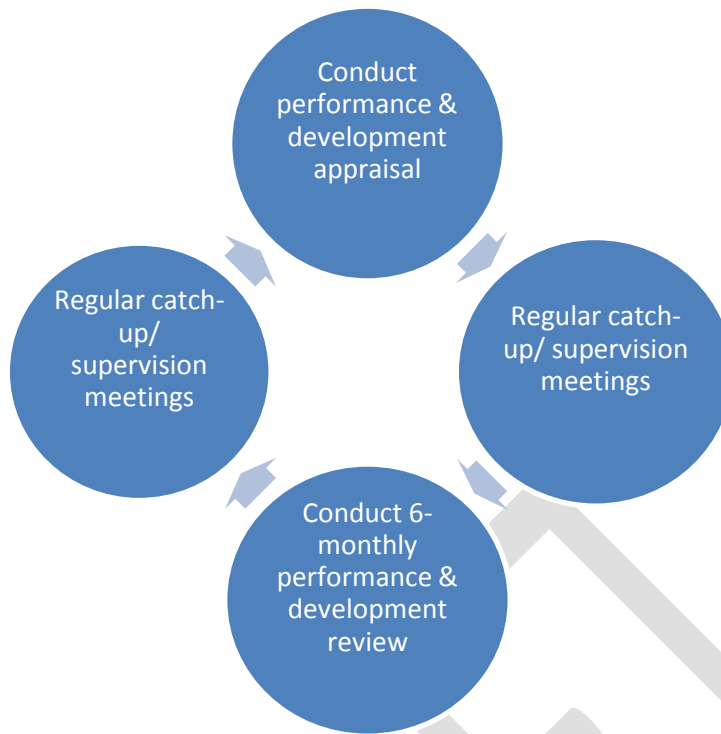 Conduct
performance &
development
appraisal
Regular catch-
up/
supervision
meetings
Regular catch-
up/ supervision
meetings
Conduct 6-
monthly
performance &
development
review